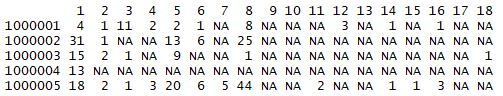 1 2 3 4 5 6 7 8 9 10 11 12 13 14 15 16 17 18
1000001 4 1 11 2 2 1 NA 8 NA NA NA 3 NA 1 NA 1 NA NA
1000002 31 1 NA NA 13 6 NA 25 NA NA NA NA NA NA NA NA NA NA
1000003 15 2 1 NA 9 NA NA 1 NA NA NA NA NA NA NA NA NA 1
1000004 13 NA NA NA NA NA NA NA NA NA NA NA NA NA NA NA NA NA
1000005 18 2 1 3 20 6 5 44 NA NA 2 NA NA 1 1 3 NA NA